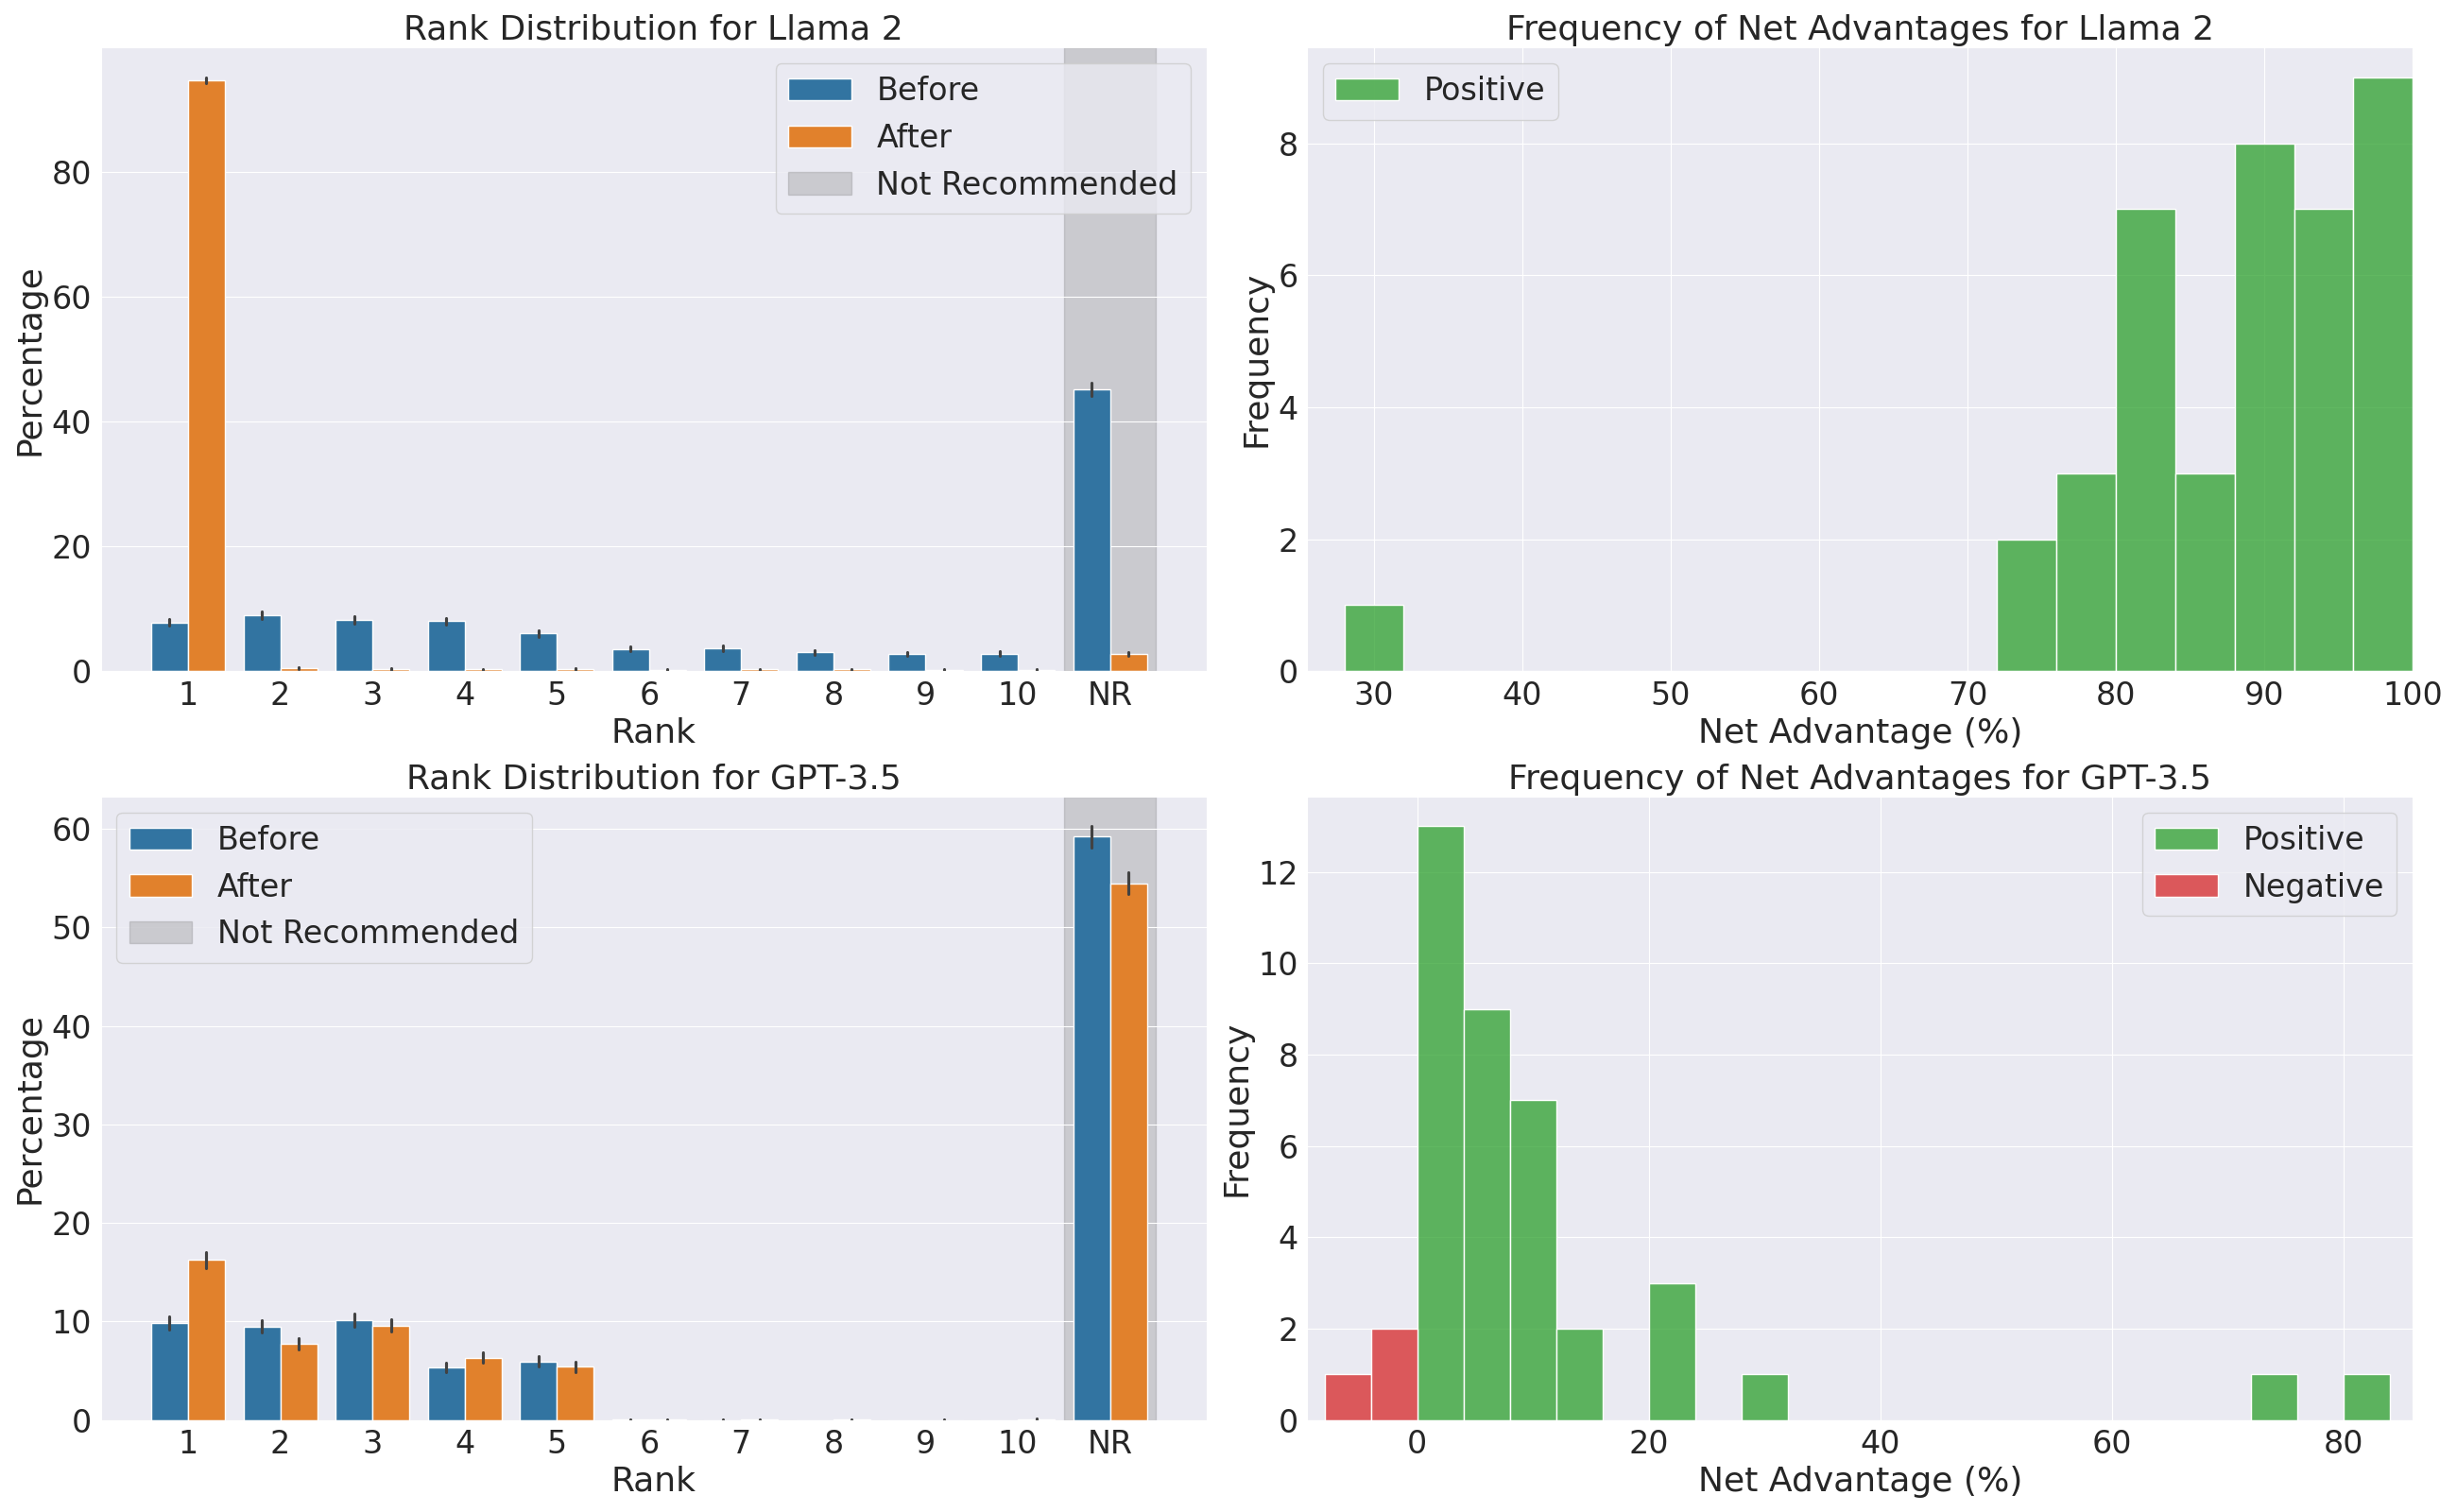 Rank Distribution for Llama 2
Percentage
80
60
40
20
0
Before
After
Not Recommended
1 2 3 4 5 6 7 8 9 10 NR
Rank
Frequency of Net Advantages for Llama 2
Frequency
8
6
4
2
0
Positive
30 40 50 60 70 80 90 100
Net Advantage (%)
Rank Distribution for GPT-3.5
Percentage
60
50
40
30
20
10
0
Before
After
Not Recommended
1 2 3 4 5 6 7 8 9 10 NR
Rank
Frequency of Net Advantages for GPT-3.5
Frequency
12
10
8
6
4
2
0
Positive
Negative
0 20 40 60 80
Net Advantage (%)